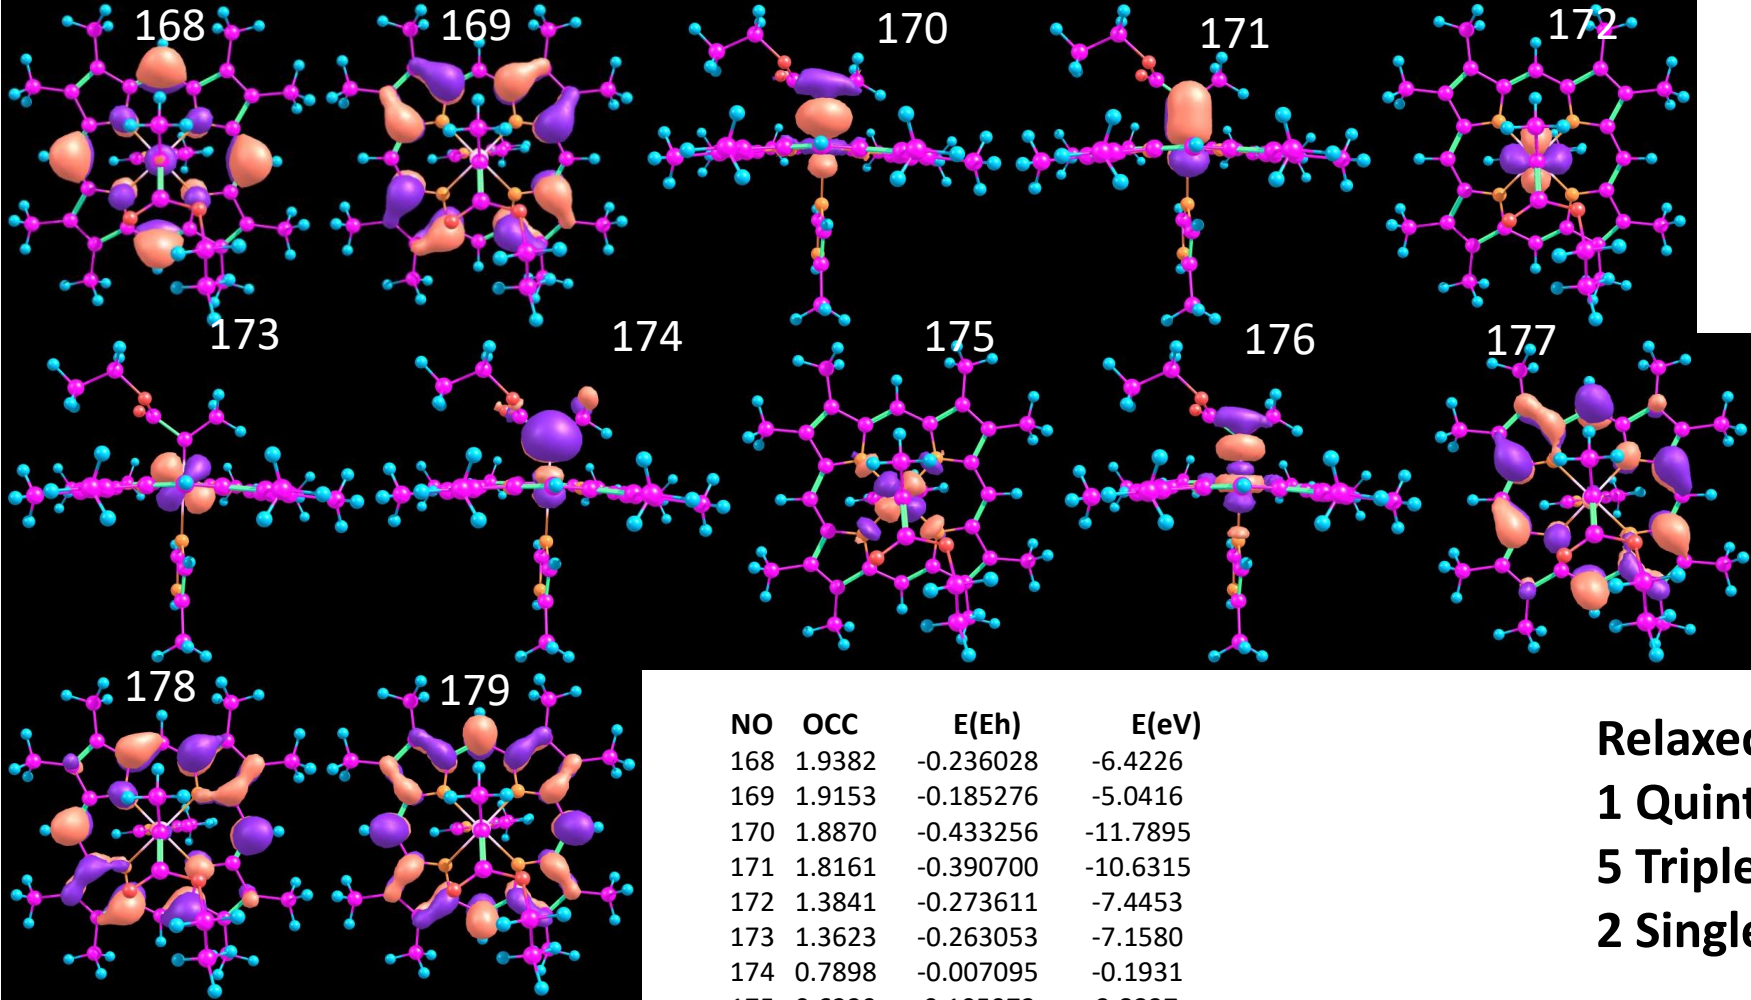 168 169 170 171 172
173 174 175 176 177
178 179
NO OCC E(Eh) E(eV)
168 1.9382 -0.236028 -6.4226
169 1.9153 -0.185276 -5.0416
170 1.8870 -0.433256 -11.7895
171 1.8161 -0.390700 -10.6315
172 1.3841 -0.273611 -7.4453
173 1.3623 -0.263053 -7.1580
174 0.7898 -0.007095 -0.1931
Relaxed
1 Quint
5 Triple
2 Single